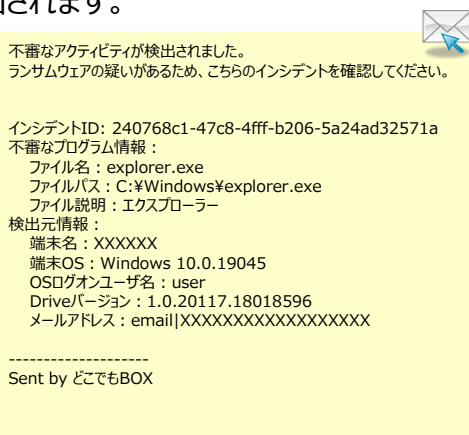 されます。
不審なアクティビティが検出されました。
ランサムウェアの疑いがあるため、こちらのインシデントを確認してください。
インシデントID: 240768c1-47c8-4fff-b206-5a24ad32571a
不審なプログラム情報：
ファイル名：explorer.exe
ファイルパス：C:¥Windows¥explorer.exe
ファイル説明：エクスプローラー
検出元情報：
端末名：XXXXXX
端末OS：Windows 10.0.19045
OSログオンユーザ名：user
Driveバージョン：1.0.20117.18018596
メールアドレス：email|XXXXXXXXXXXXXXXXXX
--------------------
Sent by どこでもBOX